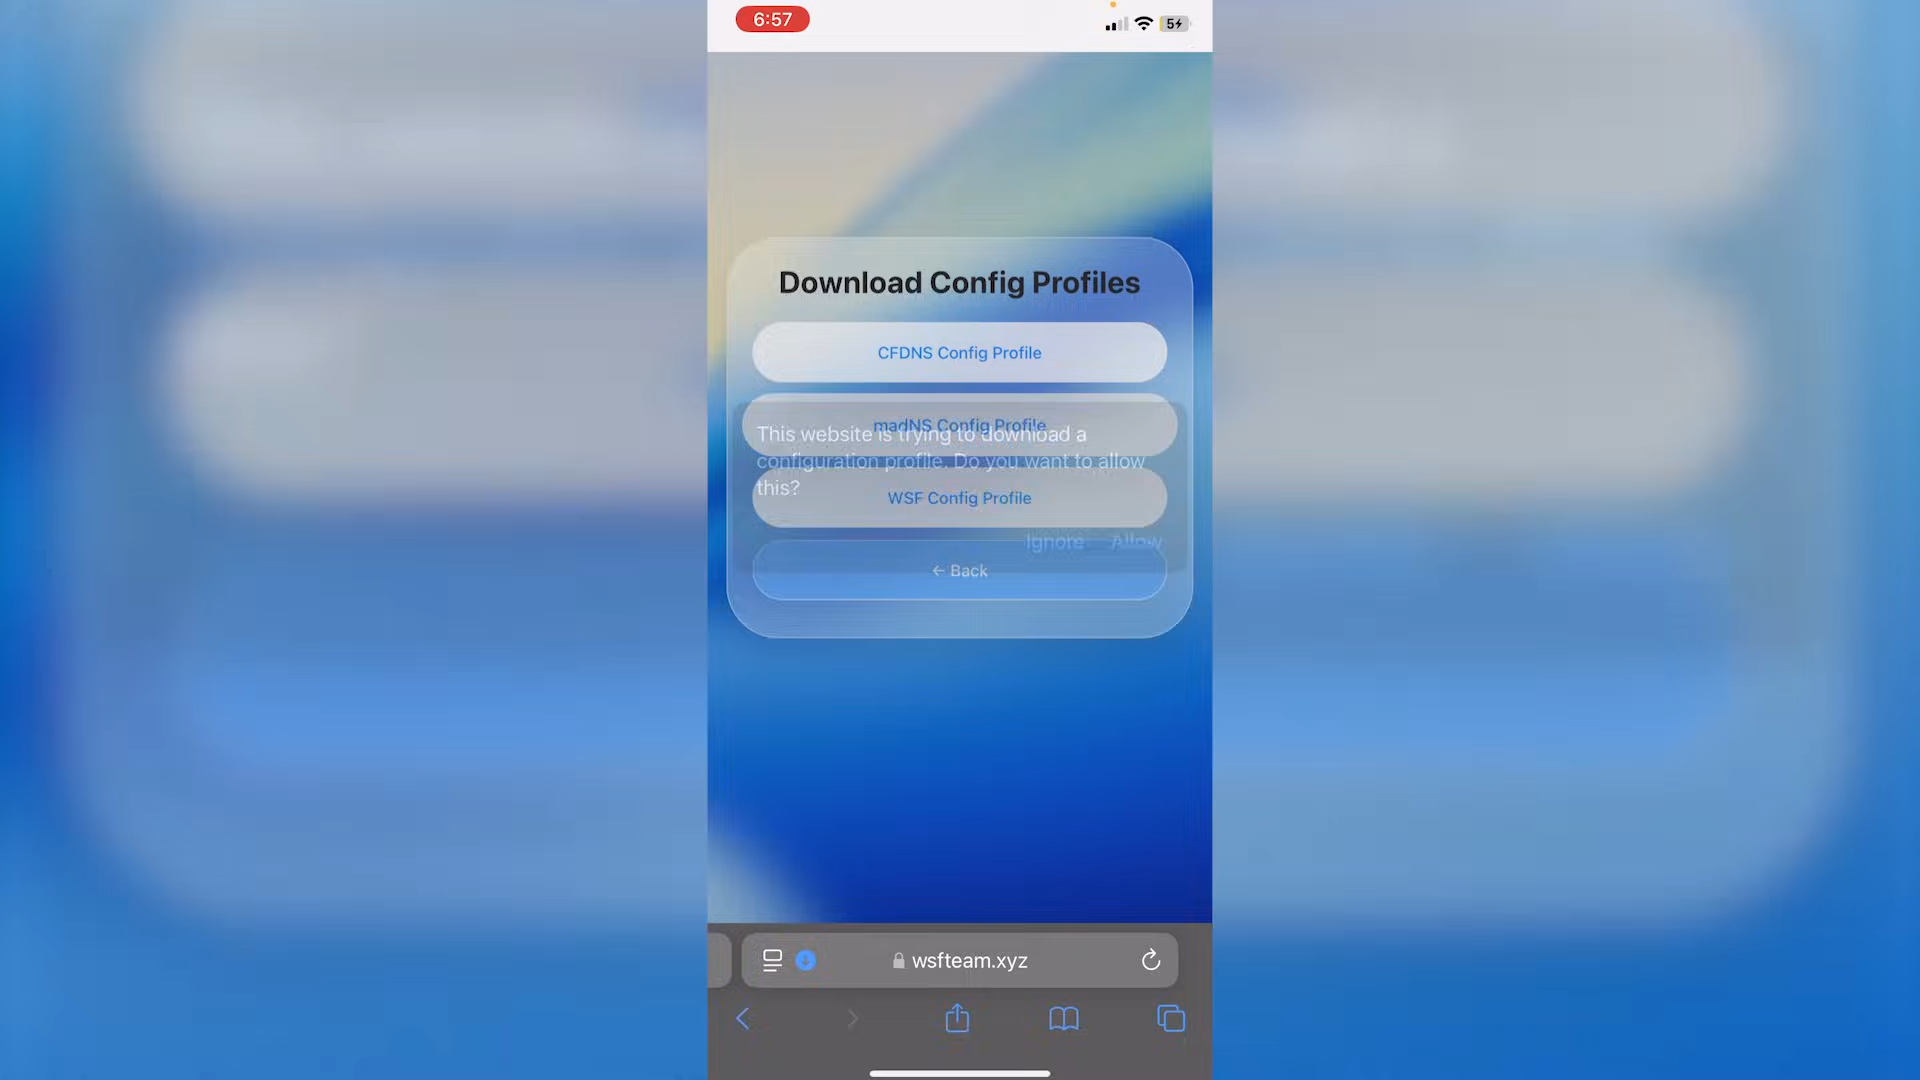 6:57
5
Download Config Profiles
CFDNS Config Profile
madNS Config Profile
This website is trying to download a
configuration profile. Do you want to allow
this?
WSF Config Profile
Ignore Allow
← Back
wsfteam.xyz